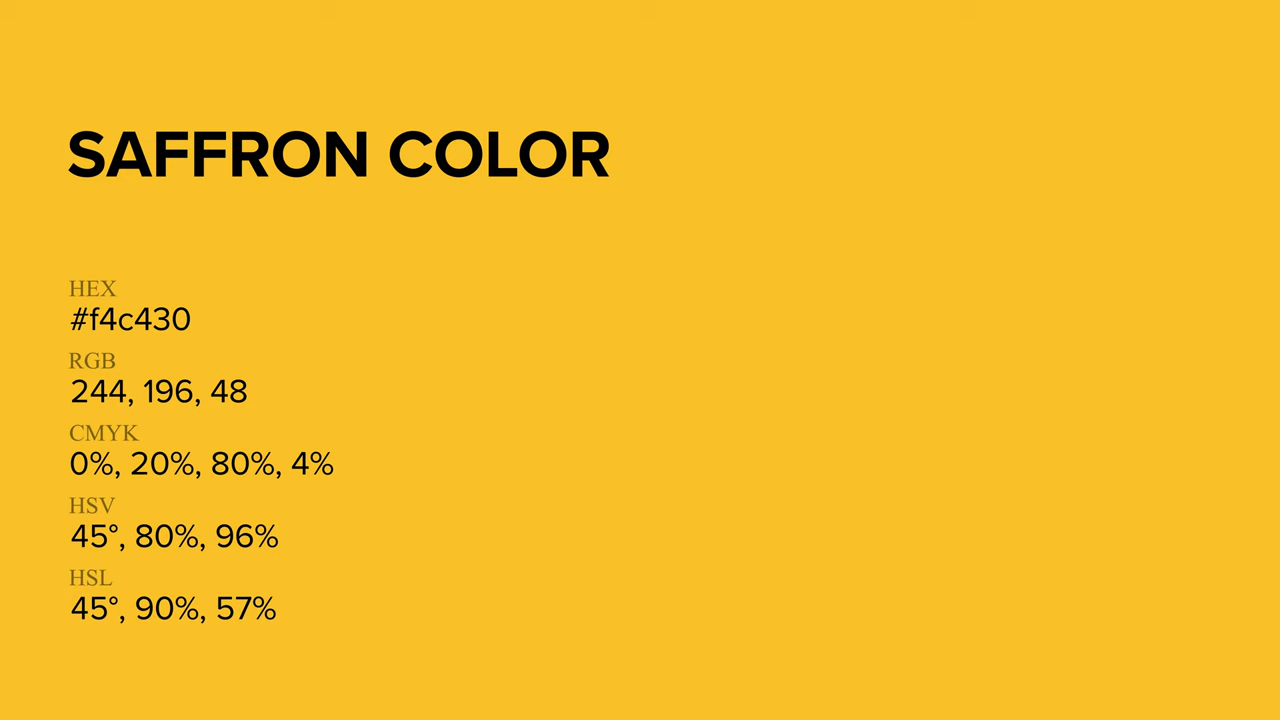 SAFFRON COLOR
HEX
#f4c430
RGB
244, 196, 48
CMYK
0%, 20%, 80%, 4%
HSV
45°, 80%, 96%
HSL
45°, 90%, 57%